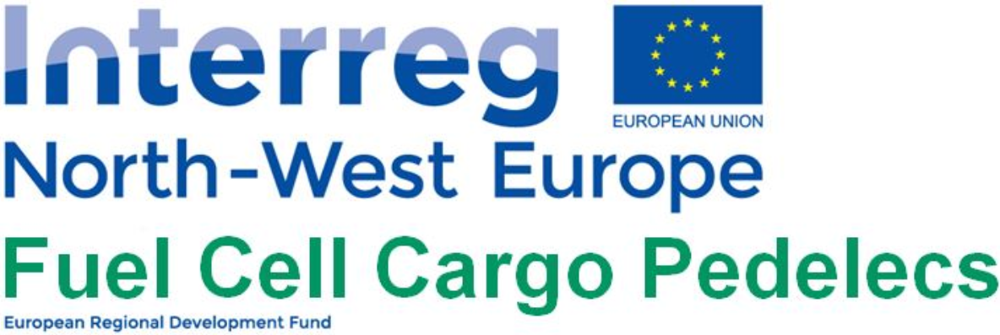 Interreg
EUROPEAN UNION
North-West Europe
Fuel Cell Cargo Pedelecs
European Regional Development Fund